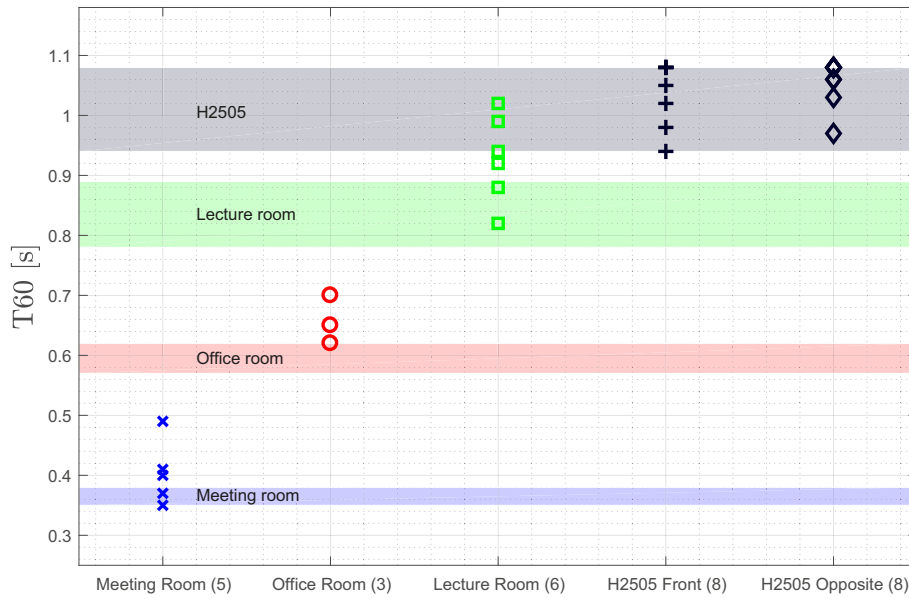 1.1
H2505
1
0.9
Lecture room
0.8
T60 [s]
0.7
0.6
Office room
0.5
0.4
Meeting room
0.3
Meeting Room (5) Office Room (3) Lecture Room (6) H2505 Front (8) H2505 Opposite (8)